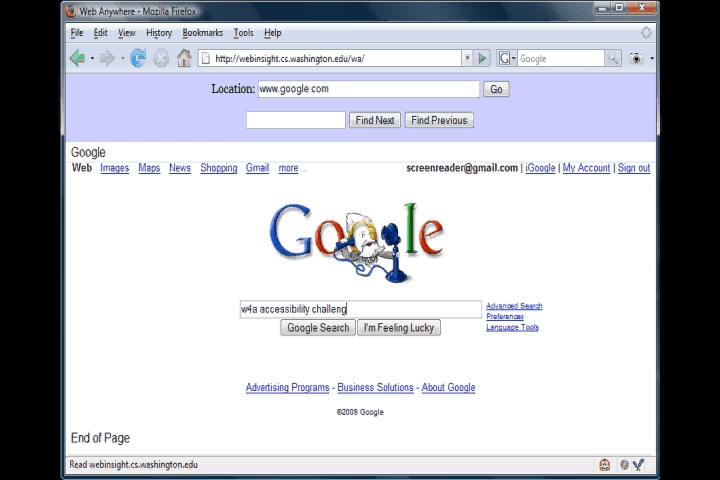 Web Anywhere - Mozilla Firefox
File Edit View History Bookmarks Tools Help
http://webinsight.cs.washington.edu/wa/ G Google
Location: www.google.com Go
Find Next Find Previous
Google
Web Images Maps News Shopping Gmail more screenreader@gmail.com | iGoogle | My Account | Sign out
Google
w4a accessibility challeng
Advanced Search
Preferences
Language Tools
Google Search I'm Feeling Lucky
Advertising Programs - Business Solutions - About Google
©2008 Google
End of Page
Read webinsight.cs.washington.edu